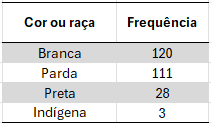 Cor ou raça Frequência
Branca 120
Parda 111
Preta 28
Indígena 3